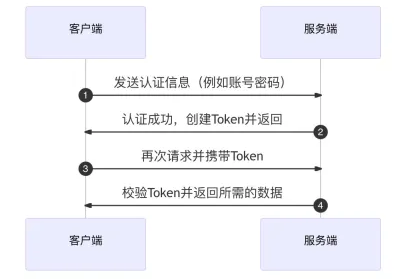 客户端
服务端
发送认证信息（例如账号密码）
1
认证成功，创建Token并返回
2
再次请求并携带Token
3
校验Token并返回所需的数据
4
客户端
服务端